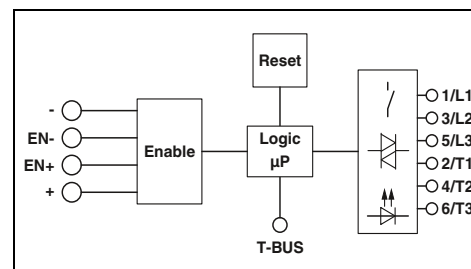 Reset
-
EN-
EN+
+
Enable
Logic
µP
T-BUS
1/L1
3/L2
5/L3
2/T1
4/T2
6/T3